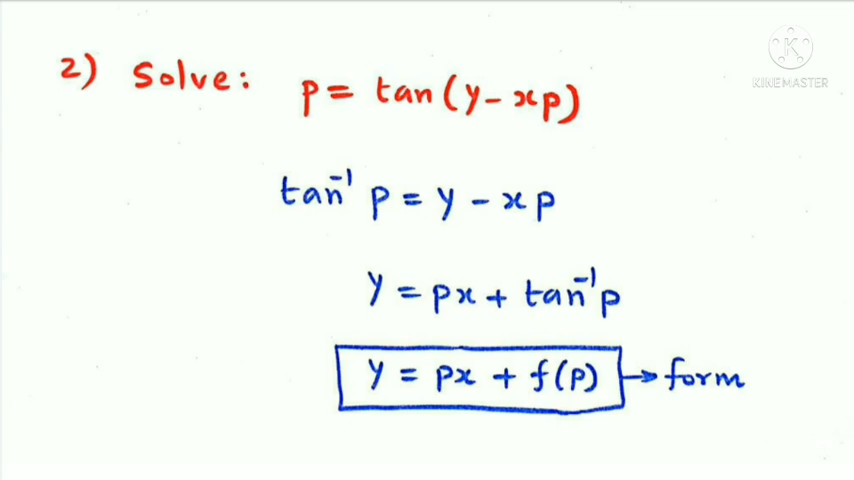 2) Solve: p = tan(y - xp)
KINEMASTER
tan⁻¹ p = y - xp
y = px + tan⁻¹p
y = px + f(p) → form